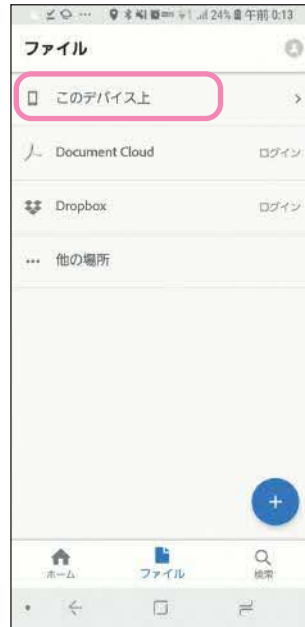 24% 午前 0:13
ファイル
このデバイス上
Document Cloud ログイン
Dropbox ログイン
他の場所
ホーム ファイル 検索